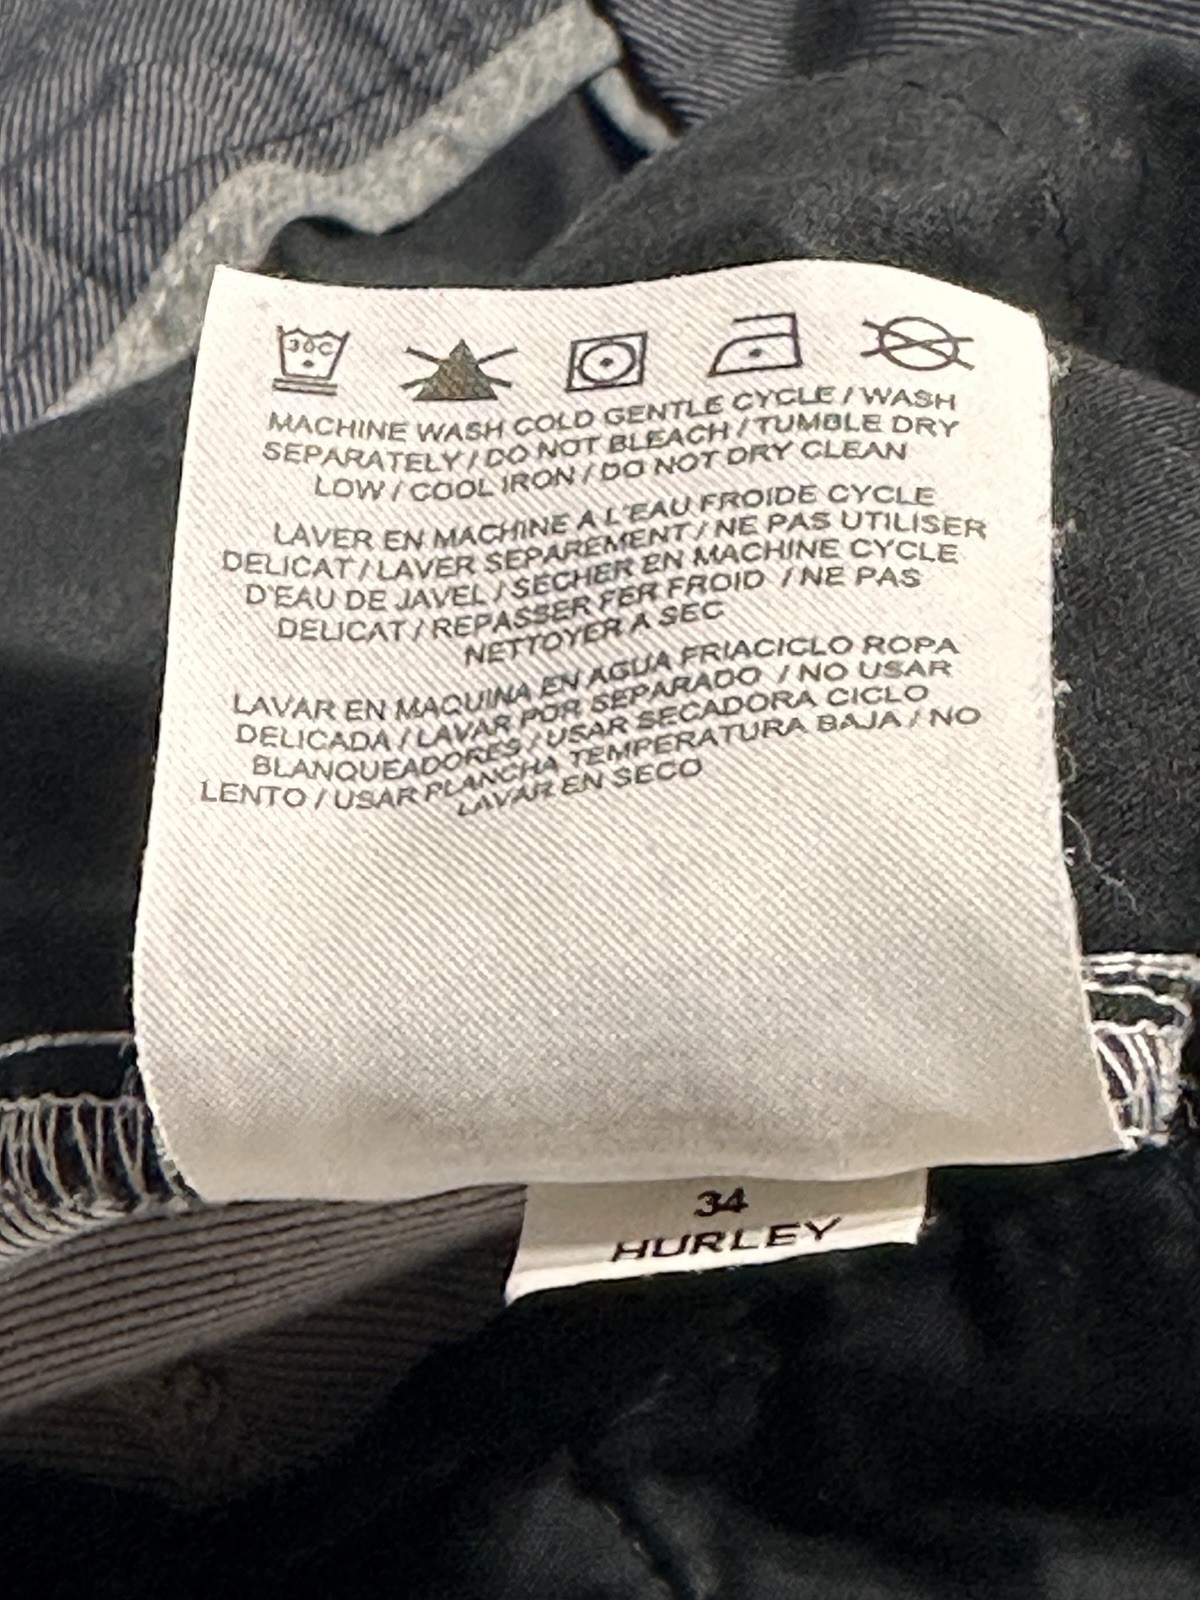 30C
MACHINE WASH COLD GENTLE CYCLE / WASH
SEPARATELY / DO NOT BLEACH / TUMBLE DRY
LOW / COOL IRON / DO NOT DRY CLEAN
LAVER EN MACHINE A L'EAU FROIDE CYCLE
DELICAT / LAVER SEPAREMENT / NE PAS UTILISER
D'EAU DE JAVEL / SECHER EN MACHINE CYCLE
DELICAT / REPASSER FER FROID / NE PAS
NETTOYER A SEC
LAVAR EN MAQUINA EN AGUA FRIACICLO ROPA
DELICADA / LAVAR POR SEPARADO / NO USAR
BLANQUEADORES / USAR SECADORA CICLO
LENTO / USAR PLANCHA TEMPERATURA BAJA / NO
LAVAR EN SECO
34
HURLEY